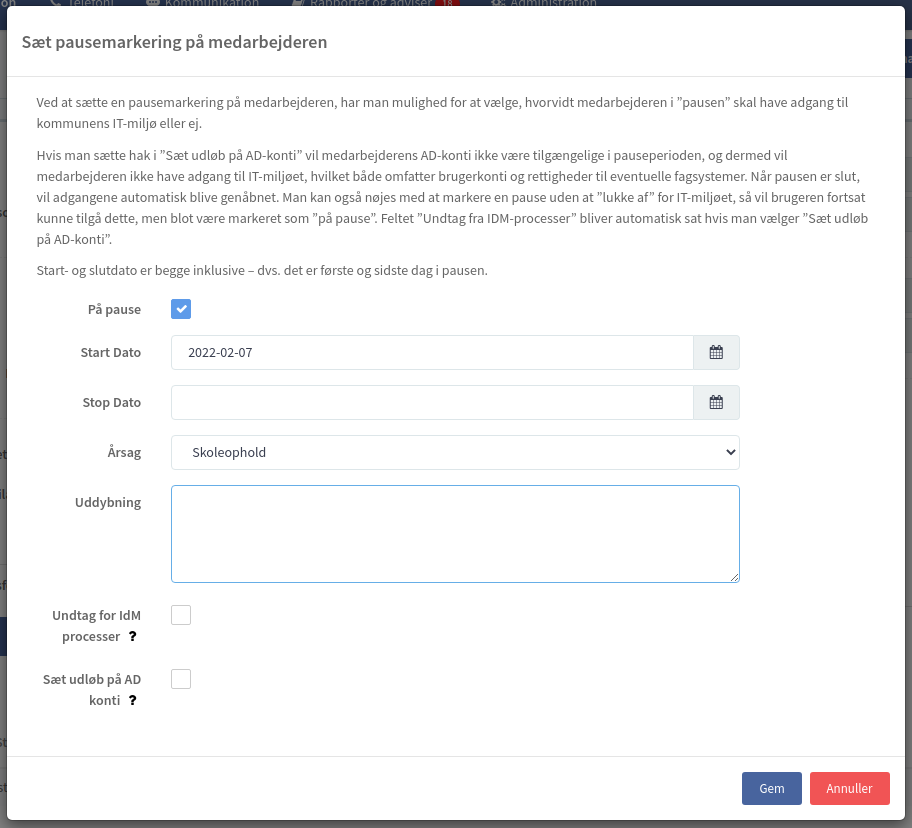 Telefoni Kommunikation Rapporter og adviser 18 Administration
Sæt pausemarkering på medarbejderen
Ved at sætte en pausemarkering på medarbejderen, har man mulighed for at vælge, hvorvidt medarbejderen i ”pausen” skal have adgang til
kommunens IT-miljø eller ej.
Hvis man sætte hak i ”Sæt udløb på AD-konti” vil medarbejderens AD-konti ikke være tilgængelige i pauseperioden, og dermed vil
medarbejderen ikke have adgang til IT-miljøet, hvilket både omfatter brugerkonto og rettigheder til eventuelle fagsystemer. Når pausen er slut,
vil adgangene automatisk blive genåbnet. Man kan også nøjes med at markere en pause uden at ”lukke af” for IT-miljøet, så vil brugeren fortsat
kunne tilgå dette, men blot være markeret som ”på pause”. Feltet ”Undtag fra IDM-processer” bliver automatisk sat hvis man vælger ”Sæt udløb
på AD-konti”.
Start- og slutdato er begge inklusive – dvs. det er første og sidste dag i pausen.
På pause
Start Dato 2022-02-07
Stop Dato
Årsag Skoleophold
Uddybning
Undtag for IdM
processer ?
Sæt udløb på AD
konti ?
Gem Annuller